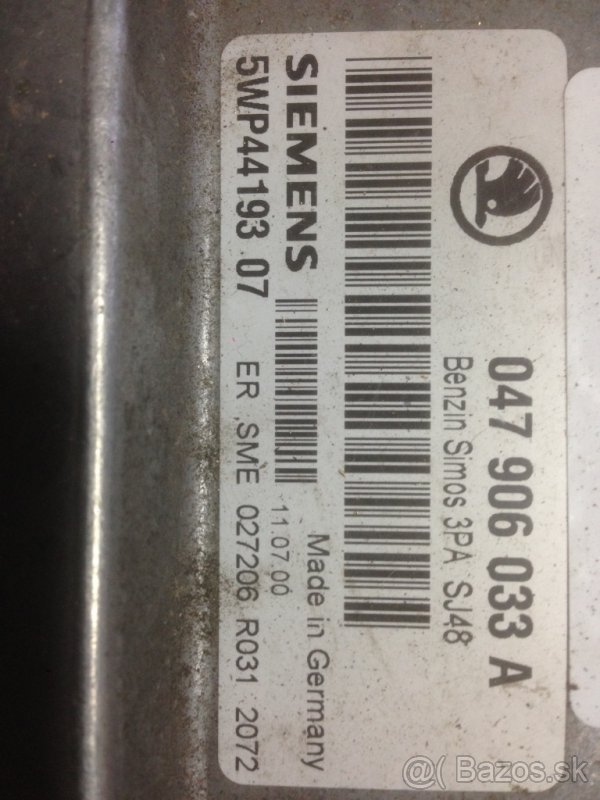 047 906 033 A
Benzin Simos 3PA SJ48
SIEMENS
11.07.00
Made in Germany
5WP44193 07
ER ,SME 027206 R031 2072
@( Bazos.sk